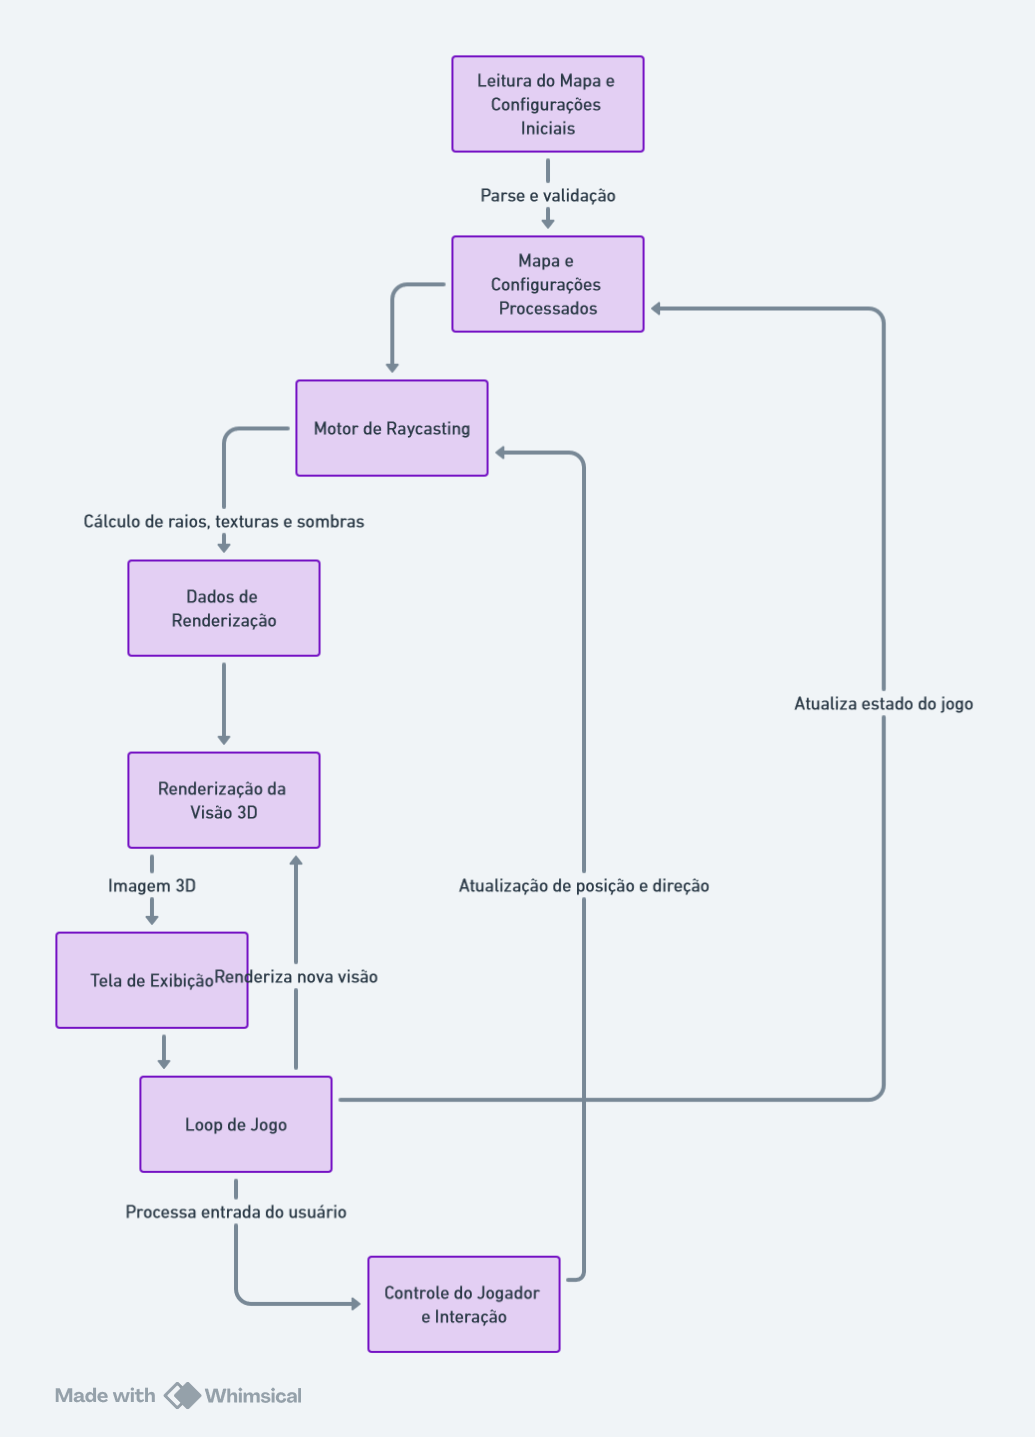 Leitura do Mapa e
Configurações
Iniciais
Parse e validação
Mapa e
Configurações
Processados
Motor de Raycasting
Cálculo de raios, texturas e sombras
Dados de
Renderização
Renderização da
Visão 3D
Atualiza estado do jogo
Imagem 3D
Atualização de posição e direção
Tela de Exibição
Renderiza nova visão
Loop de Jogo
Processa entrada do usuário
Controle do Jogador
e Interação
Made with Whimsical